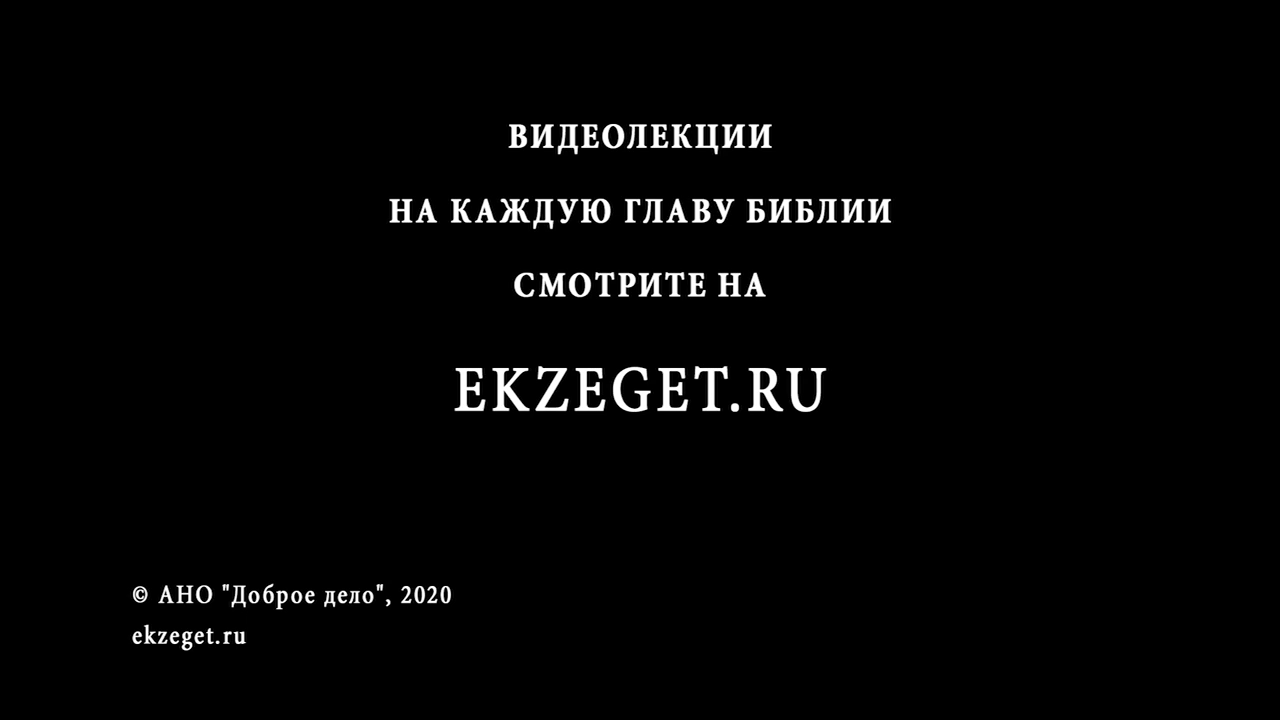 ВИДЕОЛЕКЦИИ
НА КАЖДУЮ ГЛАВУ БИБЛИИ
СМОТРИТЕ НА
EKZEGET.RU
© АНО "Доброе дело", 2020
ekzeget.ru